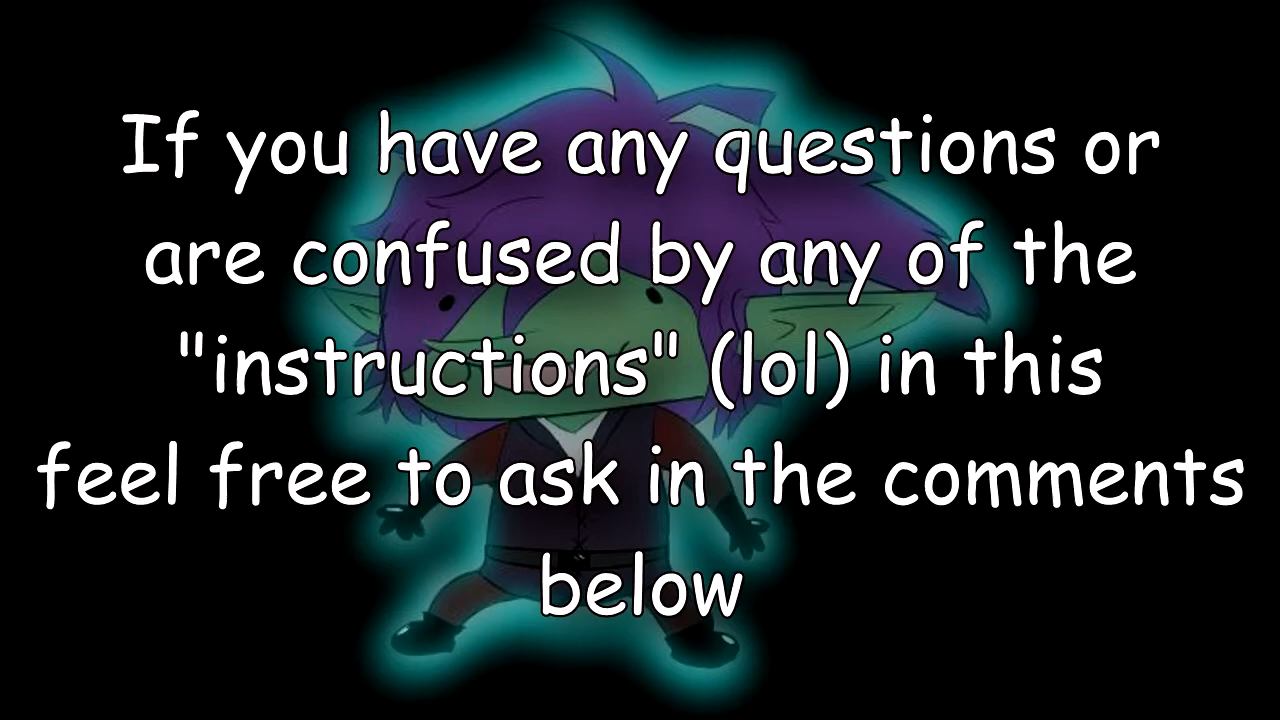 If you have any questions or
are confused by any of the
"instructions" (lol) in this
feel free to ask in the comments
below